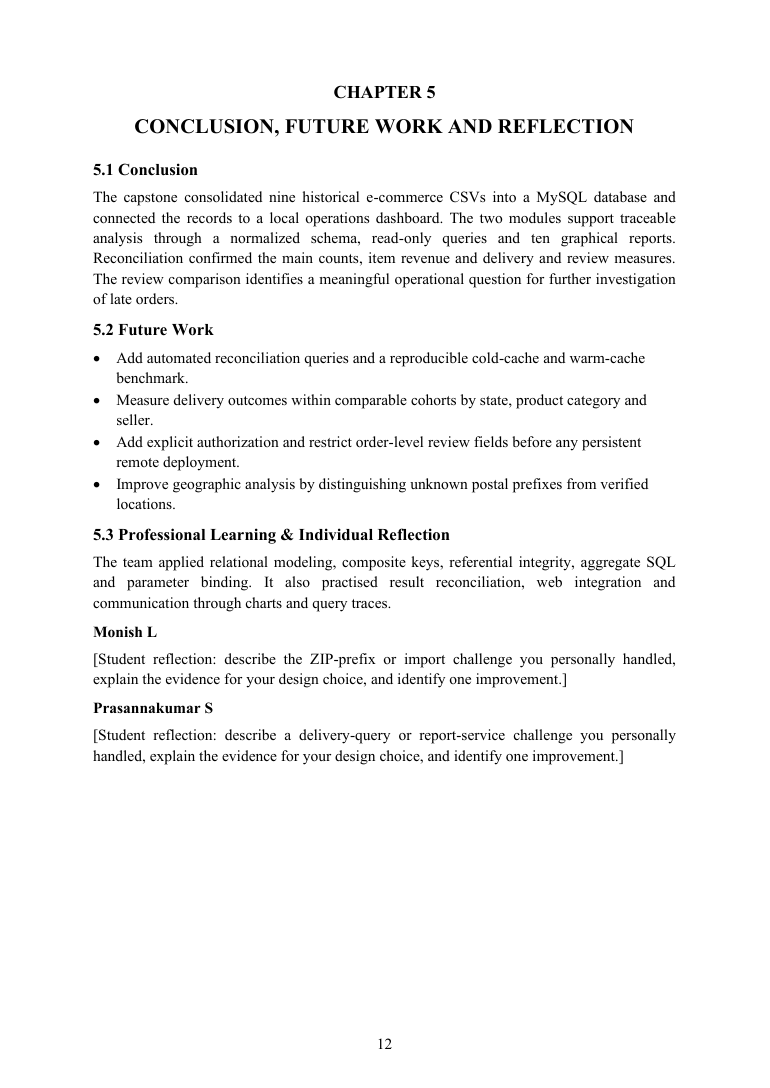 CHAPTER 5
CONCLUSION, FUTURE WORK AND REFLECTION
5.1 Conclusion
The capstone consolidated nine historical e-commerce CSVs into a MySQL database and
connected the records to a local operations dashboard. The two modules support traceable
analysis through a normalized schema, read-only queries and ten graphical reports.
Reconciliation confirmed the main counts, item revenue and delivery and review measures.
The review comparison identifies a meaningful operational question for further investigation
of late orders.
5.2 Future Work
• Add automated reconciliation queries and a reproducible cold-cache and warm-cache
benchmark.
• Measure delivery outcomes within comparable cohorts by state, product category and
seller.
• Add explicit authorization and restrict order-level review fields before any persistent
remote deployment.
• Improve geographic analysis by distinguishing unknown postal prefixes from verified
locations.
5.3 Professional Learning & Individual Reflection
The team applied relational modeling, composite keys, referential integrity, aggregate SQL
and parameter binding. It also practised result reconciliation, web integration and
communication through charts and query traces.
Monish L
[Student reflection: describe the ZIP-prefix or import challenge you personally handled,
explain the evidence for your design choice, and identify one improvement.]
Prasannakumar S
[Student reflection: describe a delivery-query or report-service challenge you personally
handled, explain the evidence for your design choice, and identify one improvement.]
12